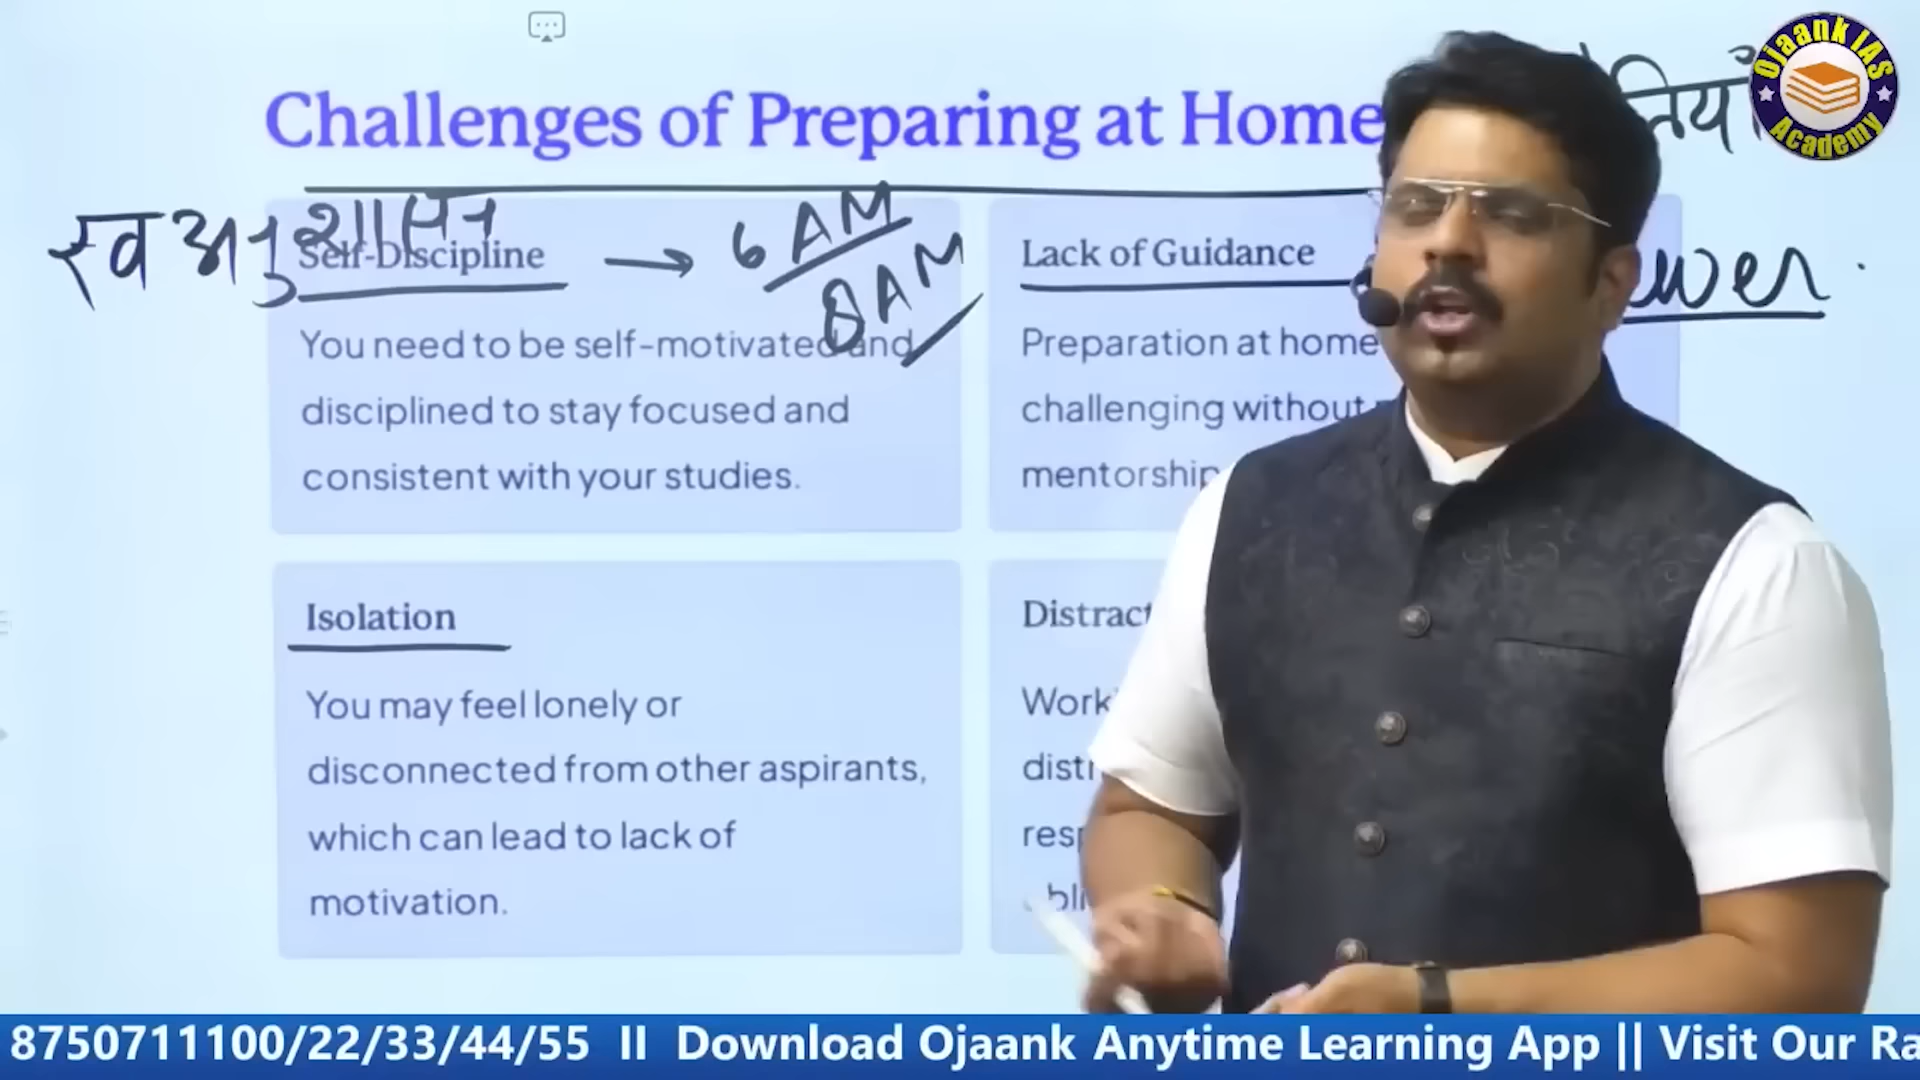 Ojaank IAS
Academy
Challenges of Preparing at Home
नियाँ
स्व अनुशासन
Self-Discipline
→ 6 AM
8 AM
You need to be self-motivated and
disciplined to stay focused and
consistent with your studies.
Lack of Guidance
Preparation at home
challenging without
mentorship
Isolation
You may feel lonely or
disconnected from other aspirants,
which can lead to lack of
motivation.
Distract
Work
distr
resp
bli
wer
8750711100/22/33/44/55 II Download Ojaank Anytime Learning App || Visit Our Ra